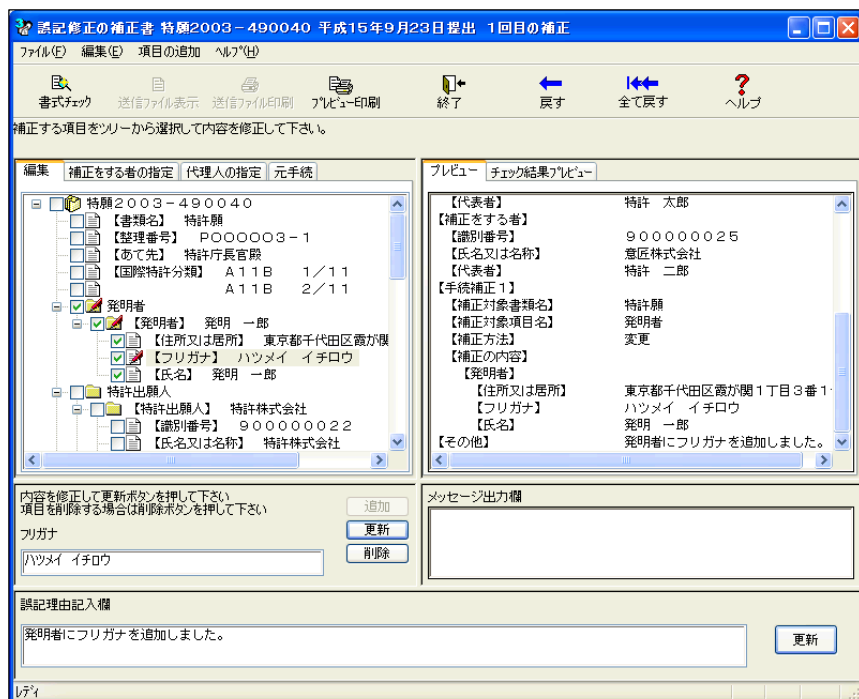 誤記修正の補正書 特願2003－490040 平成15年9月23日提出 1回目の補正
ファイル(F) 編集(E) 項目の追加 ヘルプ(H)
書式チェック 送信ファイル表示 送信ファイル印刷 プレビュー印刷 終了 戻す 全て戻す ヘルプ
補正する項目をツリーから選択して内容を修正して下さい。
編集 補正をする者の指定 代理人の指定 元手続
特願２００３－４９００４０
【書類名】 特許願
【整理番号】 ＰＯＯＯＯＯ３－１
【あて先】 特許庁長官殿
【国際特許分類】 Ａ１１Ｂ １／１１
Ａ１１Ｂ ２／１１
発明者
【発明者】 発明 一郎
【住所又は居所】 東京都千代田区霞が関
【フリガナ】 ハツメイ イチロウ
【氏名】 発明 一郎
特許出願人
【特許出願人】 特許株式会社
【識別番号】 ９０００００２２
【氏名又は名称】 特許株式会社
プレビュー チェック結果プレビュー
【代表者】 特許 太郎
【補正をする者】
【識別番号】 ９０００００２５
【氏名又は名称】 意匠株式会社
【代表者】 特許 二郎
【手続補正１】
【補正対象書類名】 特許願
【補正対象項目名】 発明者
【補正方法】 変更
【補正の内容】
【発明者】
【住所又は居所】 東京都千代田区霞が関１丁目３番１
【フリガナ】 ハツメイ イチロウ
【氏名】 発明 一郎
【その他】 発明者にフリガナを追加しました。
内容を修正して更新ボタンを押して下さい
項目を削除する場合は削除ボタンを押して下さい
追加
フリガナ
更新
ハツメイ イチロウ
削除
メッセージ出力欄
誤記理由記入欄
発明者にフリガナを追加しました。
更新
レディ